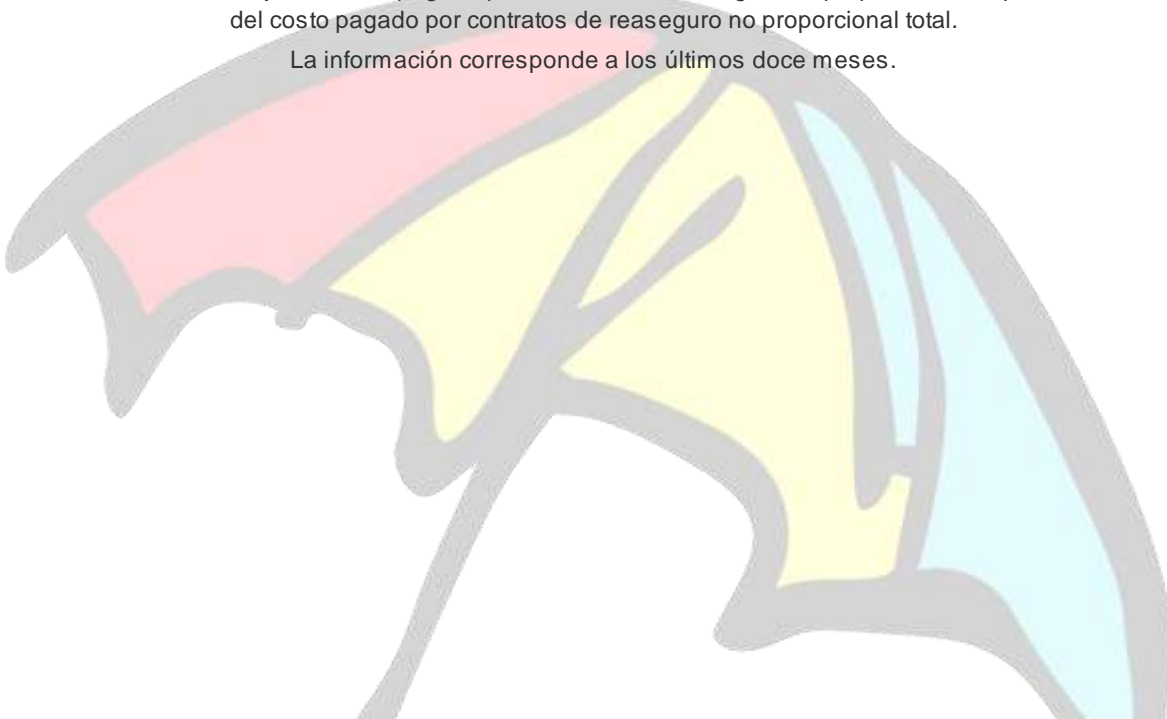 del costo pagado por contratos de reaseguro no proporcional total.
La información corresponde a los últimos doce meses.